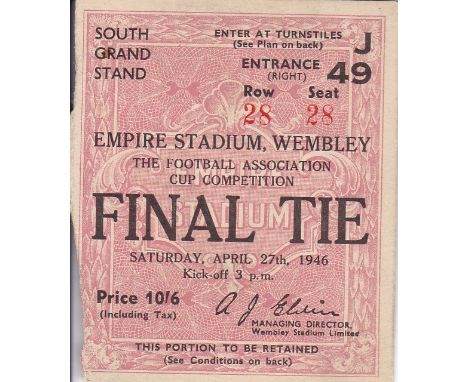 SOUTH
GRAND
STAND
ENTER AT TURNSTILES
(See Plan on back)
J
ENTRANCE
(RIGHT)
49
Row Seat
28 28
EMPIRE STADIUM, WEMBLEY
THE FOOTBALL ASSOCIATION
CUP COMPETITION
FINAL TIE
STADIUM
SATURDAY, APRIL 27th, 1946
Kick-off 3 p.m.
Price 10/6
(Including Tax)
A J Elvin
MANAGING DIRECTOR,
Wembley Stadium Limited
THIS PORTION TO BE RETAINED
(See Conditions on back)